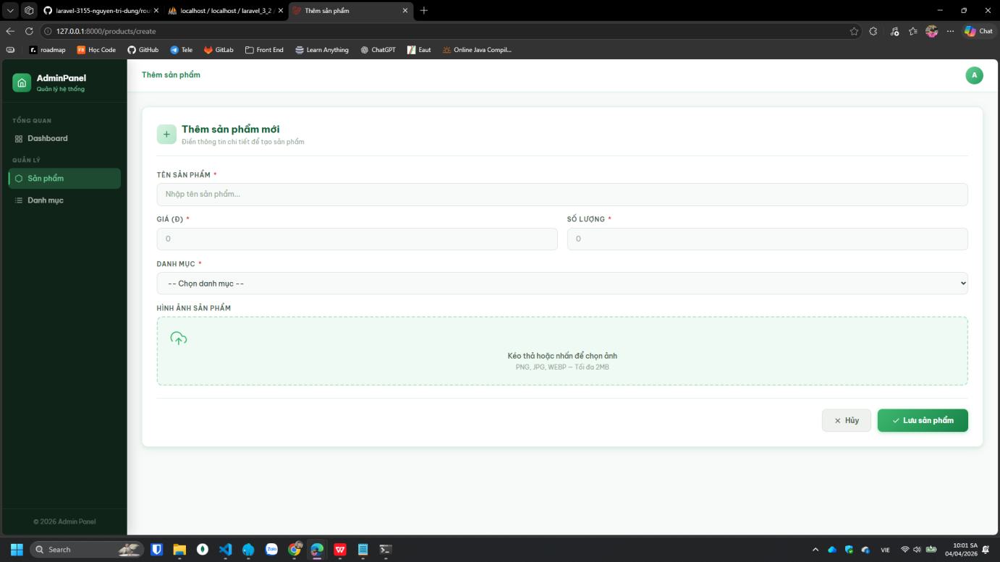 laravel-3155-nguyen-tri-dung/rout
localhost / localhost / laravel_3_2 /
Thêm sản phẩm
127.0.0.1:8000/products/create
Chat
roadmap
Học Code
GitHub
Tele
GitLab
Front End
Learn Anything
ChatGPT
Eaut
Online Java Compil...
AdminPanel
Quản lý hệ thống
TỔNG QUAN
Dashboard
QUẢN LÝ
Sản phẩm
Danh mục
© 2026 Admin Panel
Thêm sản phẩm
A
Thêm sản phẩm mới
Điền thông tin chi tiết để tạo sản phẩm
TÊN SẢN PHẨM *
Nhập tên sản phẩm...
GIÁ (Đ) *
SỐ LƯỢNG *
0
0
DANH MỤC *
-- Chọn danh mục --
HÌNH ẢNH SẢN PHẨM
Kéo thả hoặc nhấn để chọn ảnh
PNG, JPG, WEBP — Tối đa 2MB
Hủy
Lưu sản phẩm
Search
Zalo
VIE
10:01 SA
04/04/2026